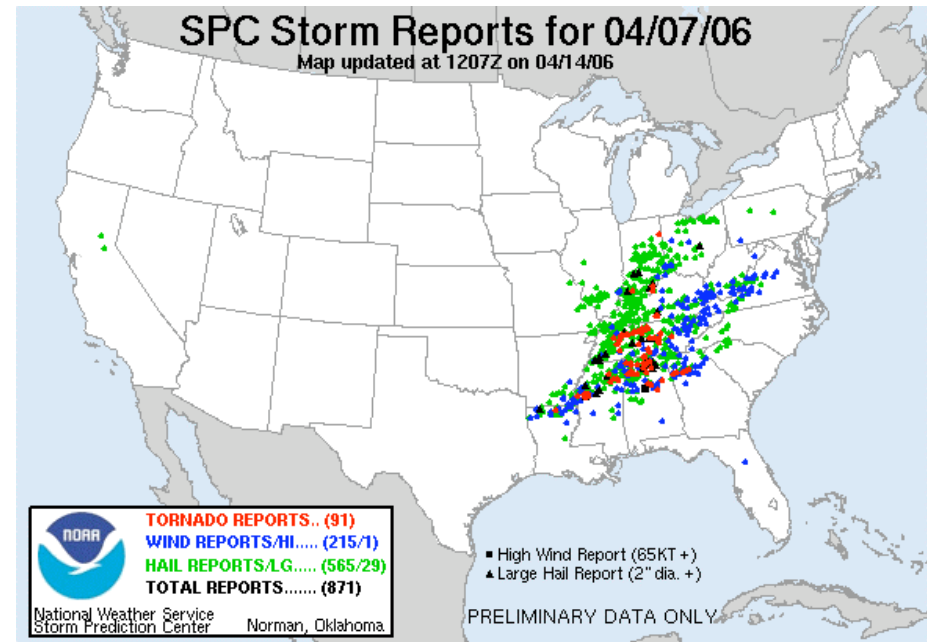 SPC Storm Reports for 04/07/06
Map updated at 1207Z on 04/14/06
NOAA
TORNADO REPORTS.. (91)
WIND REPORTS/HI..... (215/1)
HAIL REPORTS/LG..... (565/29)
TOTAL REPORTS....... (871)
National Weather Service
Storm Prediction Center Norman, Oklahoma
■ High Wind Report (65KT +)
▲ Large Hail Report (2" dia. +)
PRELIMINARY DATA ONLY